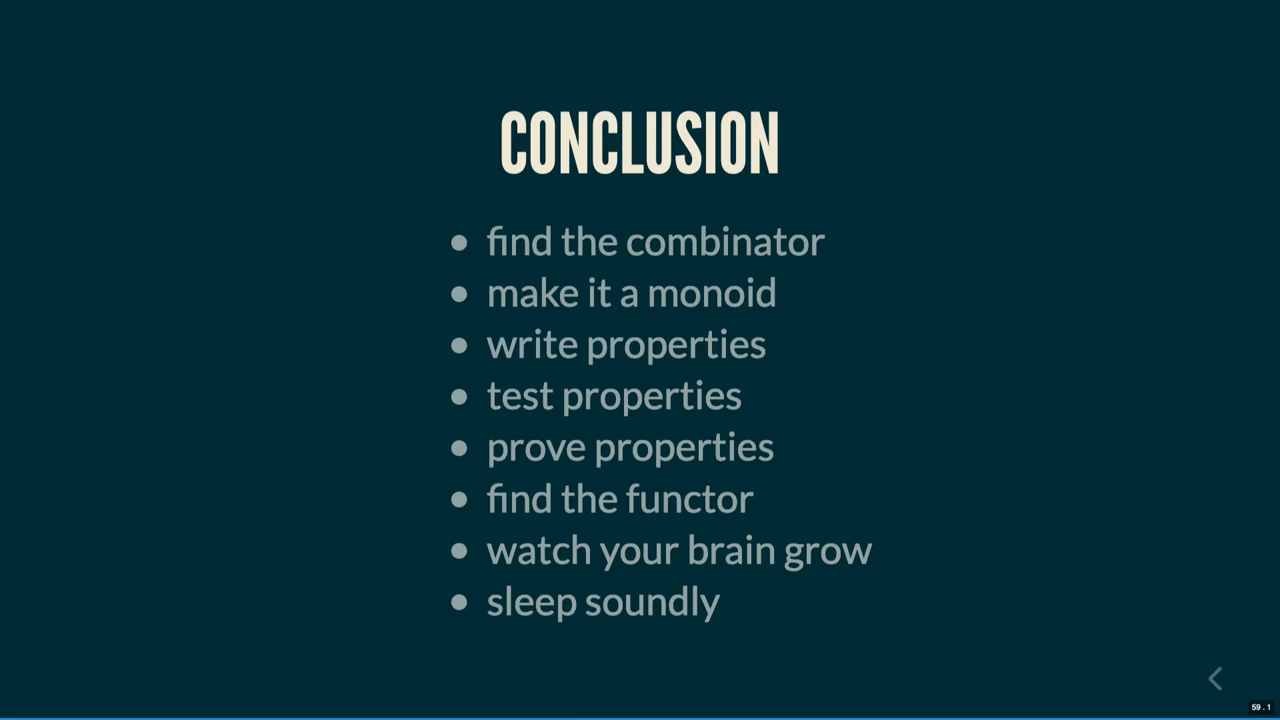 CONCLUSION
• find the combinator
• make it a monoid
• write properties
• test properties
• prove properties
• find the functor
• watch your brain grow
• sleep soundly
59 . 1